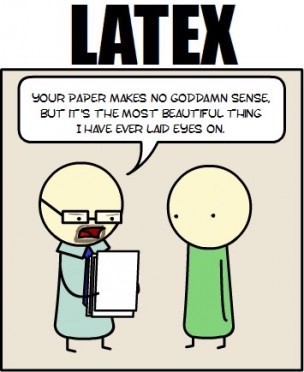 LATEX
YOUR PAPER MAKES NO GODDAMN SENSE,
BUT IT'S THE MOST BEAUTIFUL THING
I HAVE EVER LAID EYES ON.